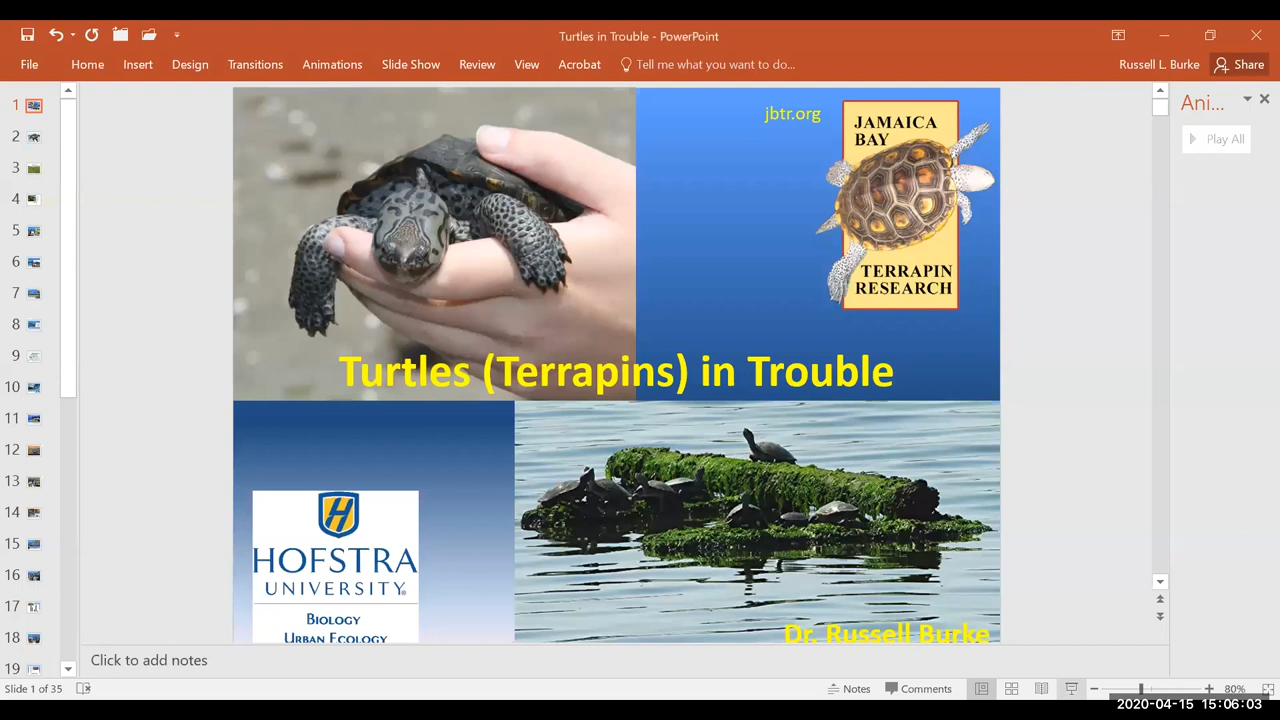 Turtles in Trouble - PowerPoint
File Home Insert Design Transitions Animations Slide Show Review View Acrobat Tell me what you want to do... Russell L. Burke Share
1
2
3
4
5
6
7
8
9
10
11
12
13
14
15
16
17
18
19
jbtr.org
JAMAICA
BAY
TERRAPIN
RESEARCH
Turtles (Terrapins) in Trouble
HOFSTRA
UNIVERSITY®
BIOLOGY
URBAN ECOLOGY
Dr. Russell Burke
Ani...
Play All
Click to add notes
Slide 1 of 35 Notes Comments 80%
2020-04-15 15:06:03